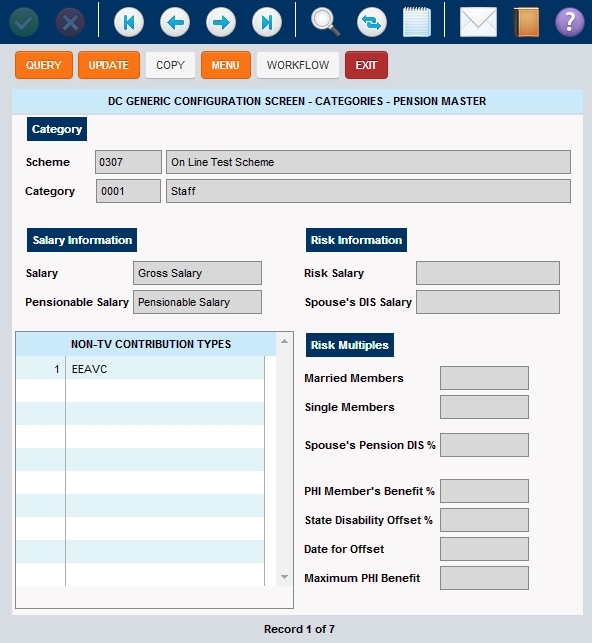 ?
QUERY UPDATE COPY MENU WORKFLOW EXIT
DC GENERIC CONFIGURATION SCREEN - CATEGORIES - PENSION MASTER
Category
Scheme 0307 On Line Test Scheme
Category 0001 Staff
Salary Information
Salary Gross Salary
Pensionable Salary Pensionable Salary
Risk Information
Risk Salary
Spouse's DIS Salary
NON-TV CONTRIBUTION TYPES
1 EEAVC
Risk Multiples
Married Members
Single Members
Spouse's Pension DIS %
PHI Member's Benefit %
State Disability Offset %
Date for Offset
Maximum PHI Benefit
Record 1 of 7